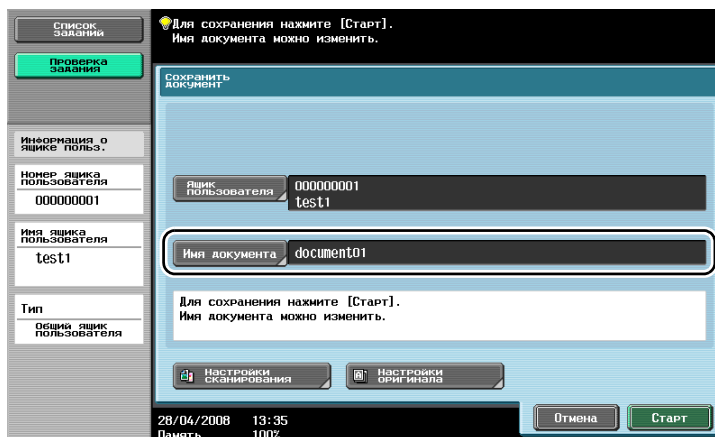 Список
заданий
Проверка
задания
Информация о
ящике польз.
Номер ящика
пользователя
000000001
Имя ящика
пользователя
test1
Тип
Общий ящик
пользователя
Для сохранения нажмите [Старт].
Имя документа можно изменить.
Сохранить
документ
Ящик
пользователя
000000001
test1
Имя документа
document01
Для сохранения нажмите [Старт].
Имя документа можно изменить.
Настройки
сканирования
Настройки
оригинала
28/04/2008 13:35
Память 100%
Отмена
Старт